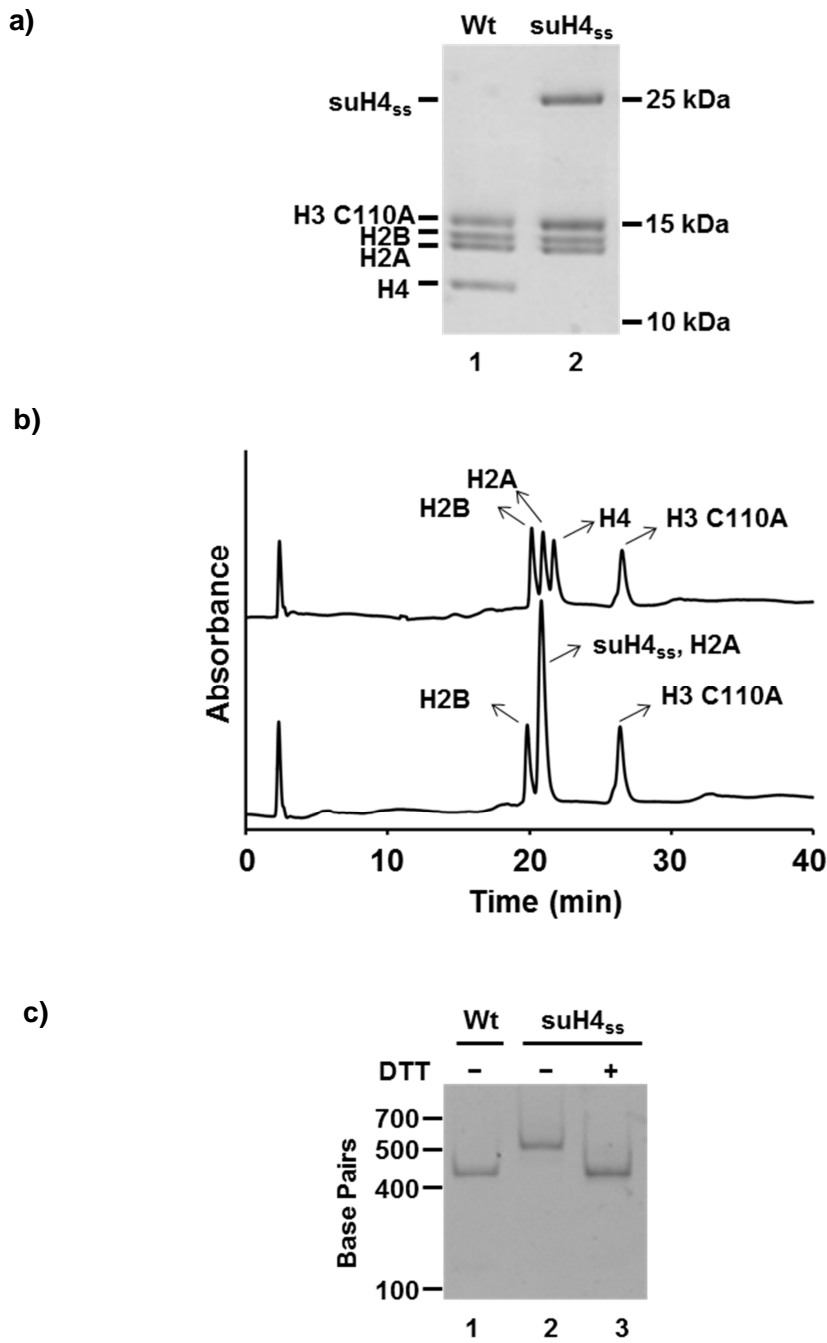 a)
Wt suH4ss
suH4ss 25 kDa
H3 C110A 15 kDa
H2B
H2A
H4
10 kDa
1 2
b)
H2A
H2B H4 H3 C110A
suH4ss, H2A
H2B H3 C110A
Absorbance
0 10 20 30 40
Time (min)
c)
Wt suH4ss
DTT - - +
700
500
400
100
Base Pairs
1 2 3